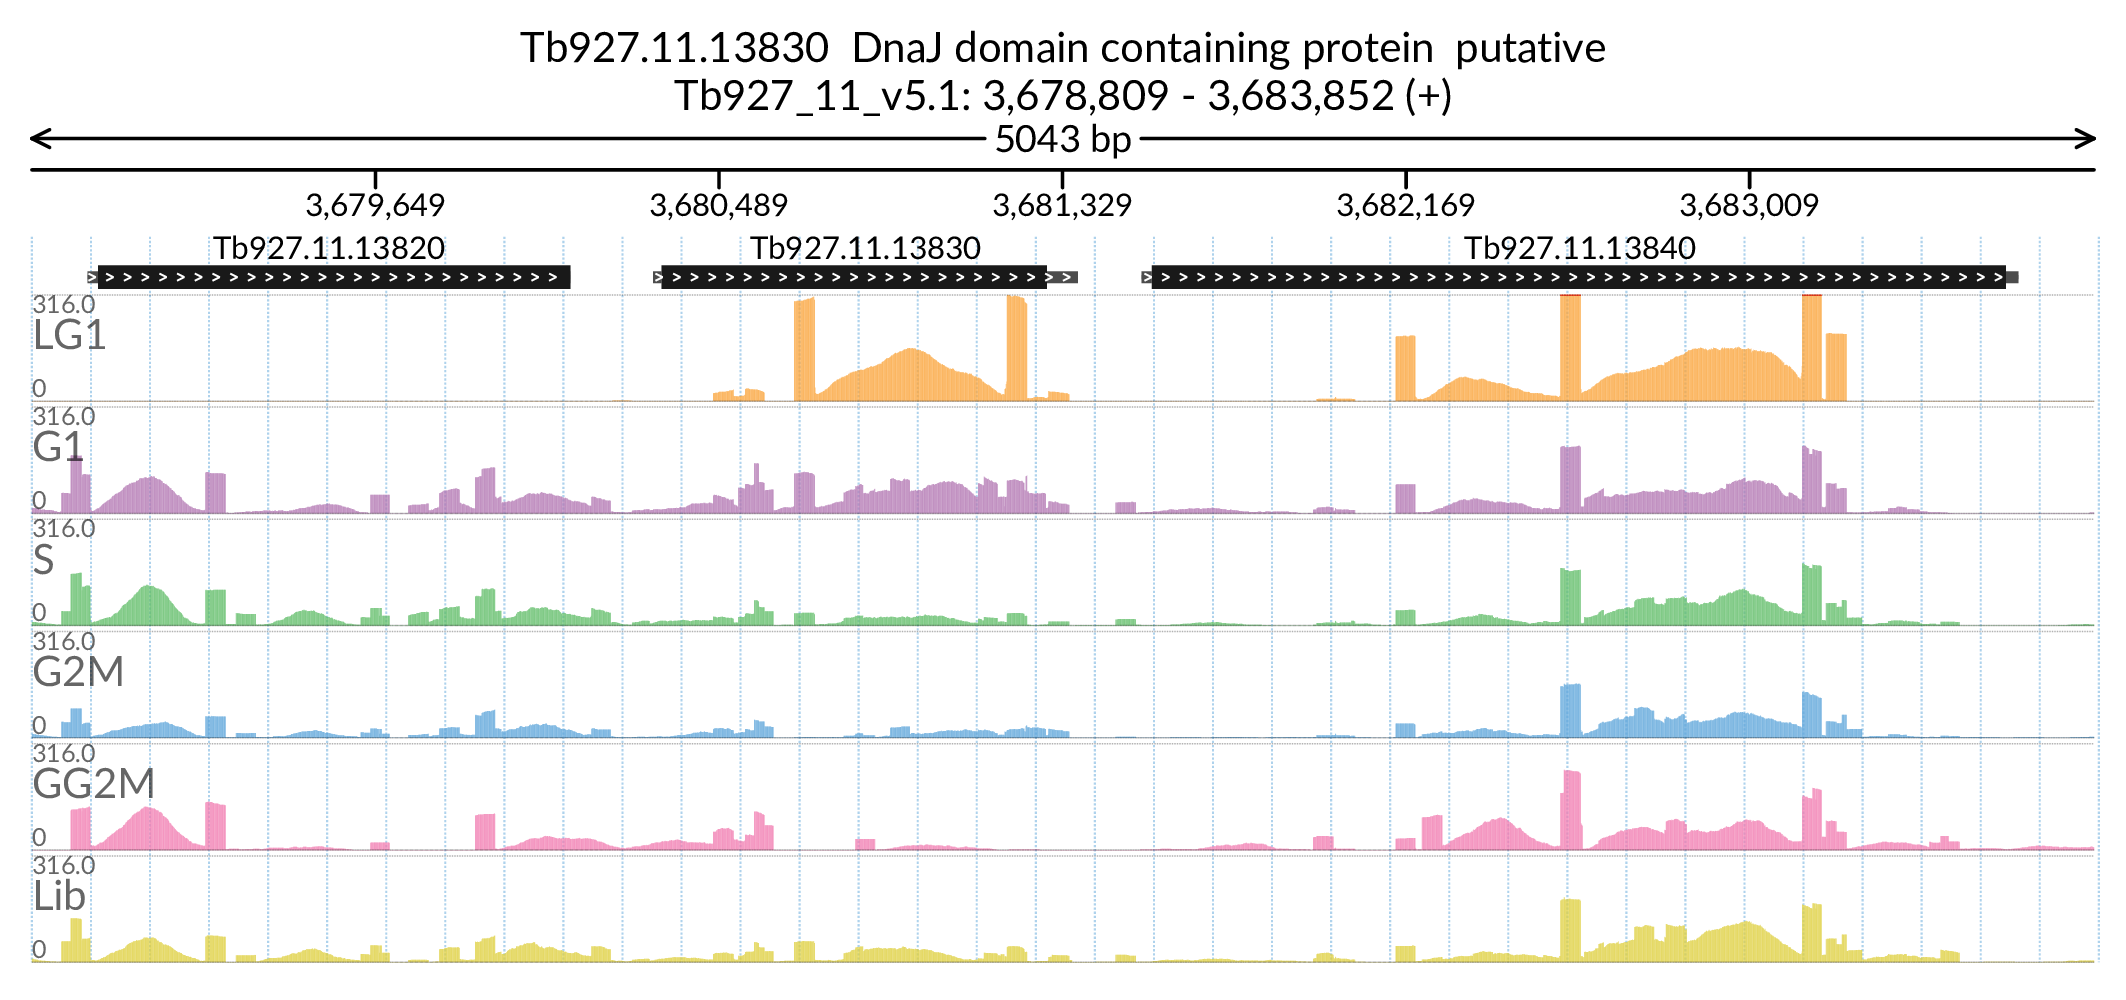 Tb927.11.13830  DnaJ domain containing protein  putative
Tb927_11_v5.1: 3,678,809 - 3,683,852 (+)
5043 bp
3,679,649 3,680,489 3,681,329 3,682,169 3,683,009
Tb927.11.13820 Tb927.11.13830 Tb927.11.13840
316.0
LG1
0
316.0
G1
0
316.0
S
0
316.0
G2M
0
316.0
GG2M
0
316.0
Lib
0